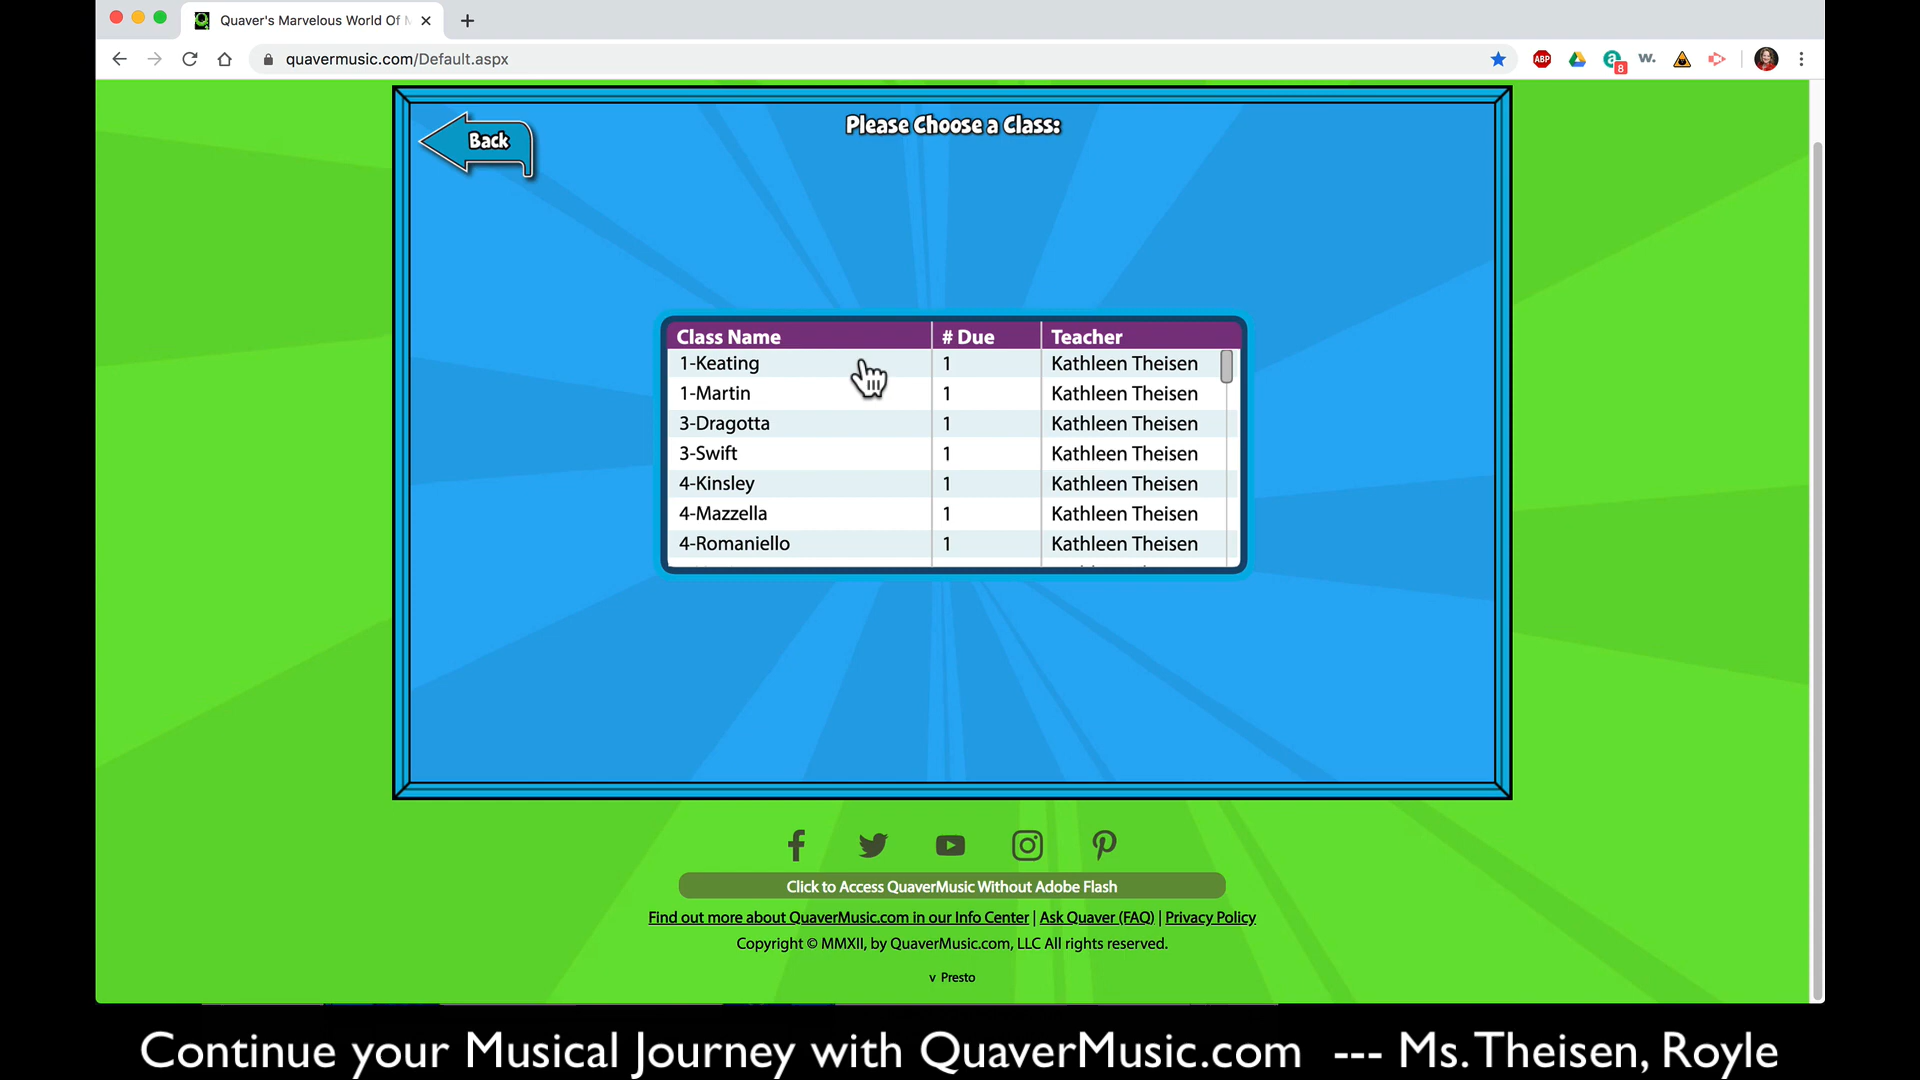 Quaver's Marvelous World Of M
quavermusic.com/Default.aspx
ABP
a
8
w.
Back
Please Choose a Class:
Class Name # Due Teacher
1-Keating 1 Kathleen Theisen
1-Martin 1 Kathleen Theisen
3-Dragotta 1 Kathleen Theisen
3-Swift 1 Kathleen Theisen
4-Kinsley 1 Kathleen Theisen
4-Mazzella 1 Kathleen Theisen
4-Romaniello 1 Kathleen Theisen
Click to Access QuaverMusic Without Adobe Flash
Find out more about QuaverMusic.com in our Info Center | Ask Quaver (FAQ) | Privacy Policy
Copyright © MMXII, by QuaverMusic.com, LLC All rights reserved.
v Presto
Continue your Musical Journey with QuaverMusic.com --- Ms. Theisen, Royle